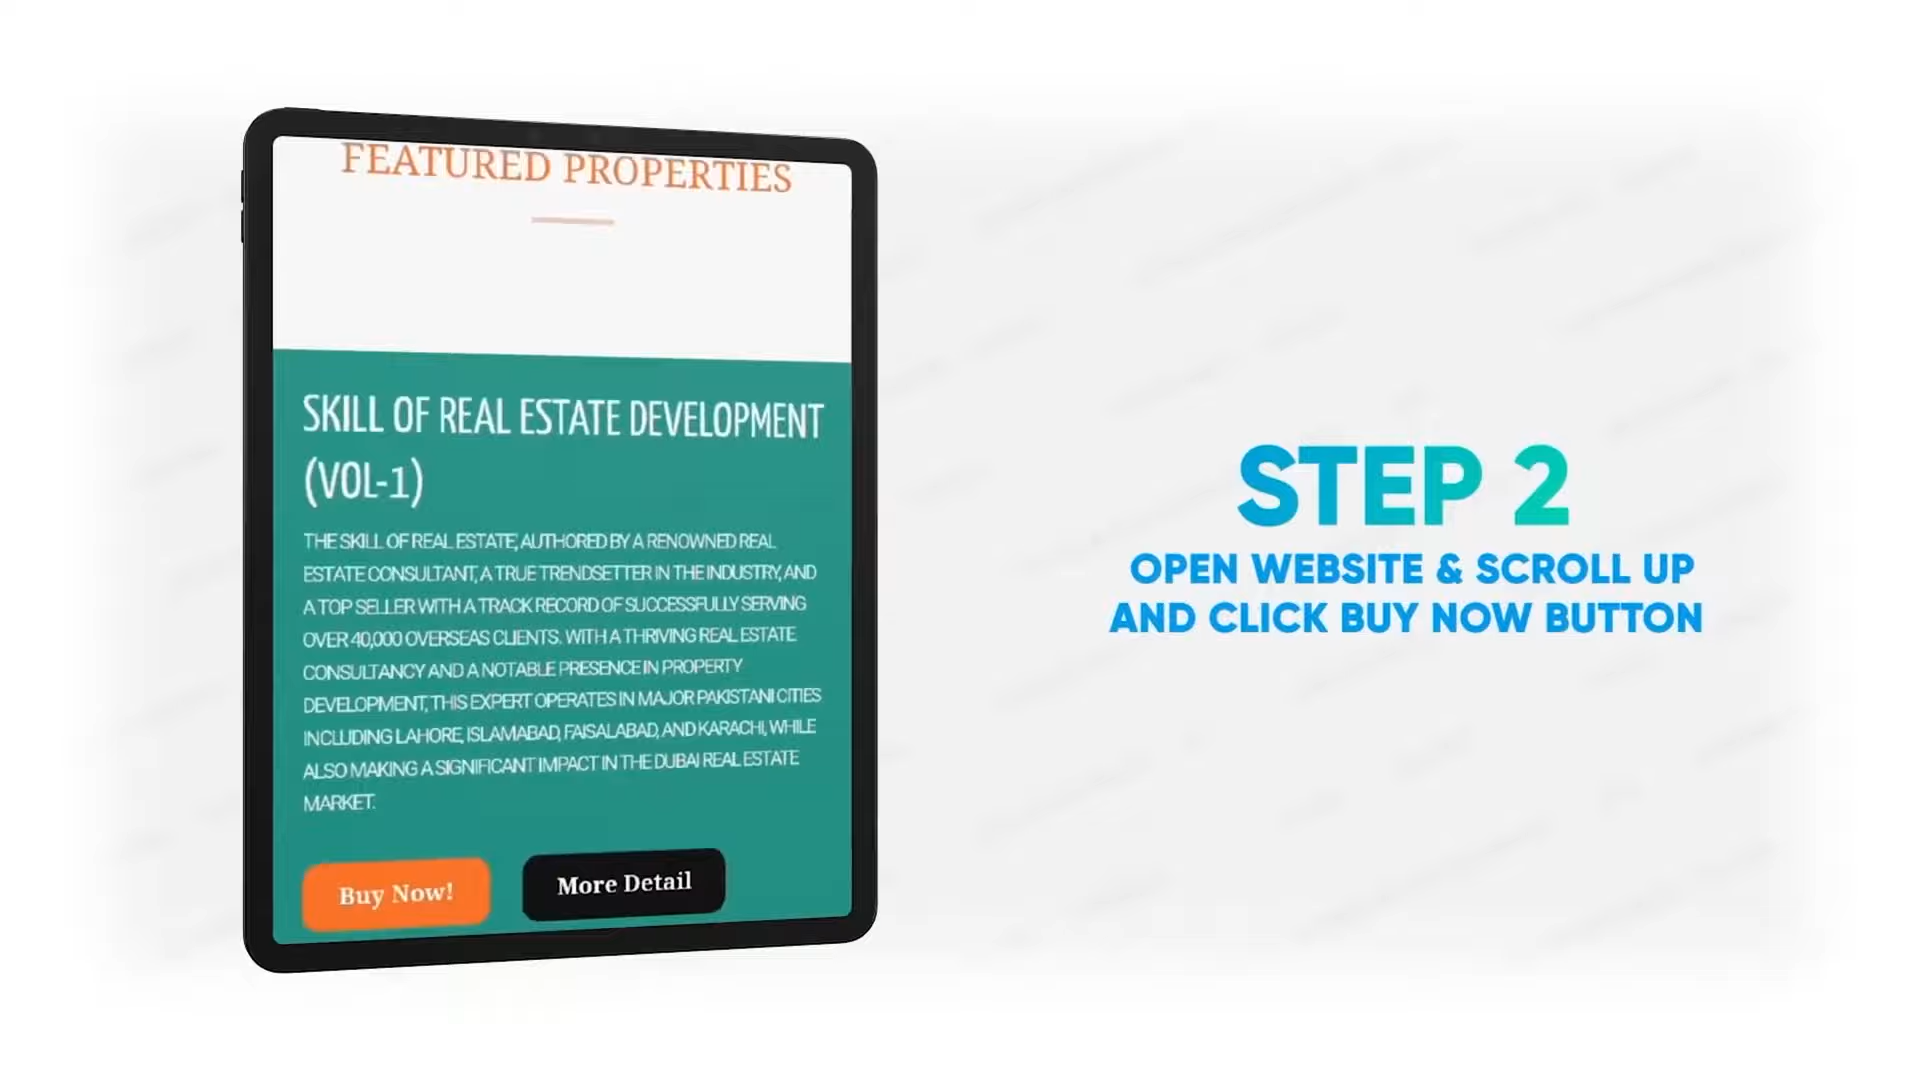 FEATURED PROPERTIES
SKILL OF REAL ESTATE DEVELOPMENT
(VOL-1)
THE SKILL OF REAL ESTATE, AUTHORED BY A RENOWNED REAL
ESTATE CONSULTANT, A TRUE TRENDSETTER IN THE INDUSTRY, AND
A TOP SELLER WITH A TRACK RECORD OF SUCCESSFULLY SERVING
OVER 40,000 OVERSEAS CLIENTS. WITH A THRIVING REAL ESTATE
CONSULTANCY AND A NOTABLE PRESENCE IN PROPERTY
DEVELOPMENT, THIS EXPERT OPERATES IN MAJOR PAKISTANI CITIES
INCLUDING LAHORE, ISLAMABAD, FAISALABAD, AND KARACHI, WHILE
ALSO MAKING A SIGNIFICANT IMPACT IN THE DUBAI REAL ESTATE
MARKET.
Buy Now!
More Detail
STEP 2
OPEN WEBSITE & SCROLL UP
AND CLICK BUY NOW BUTTON